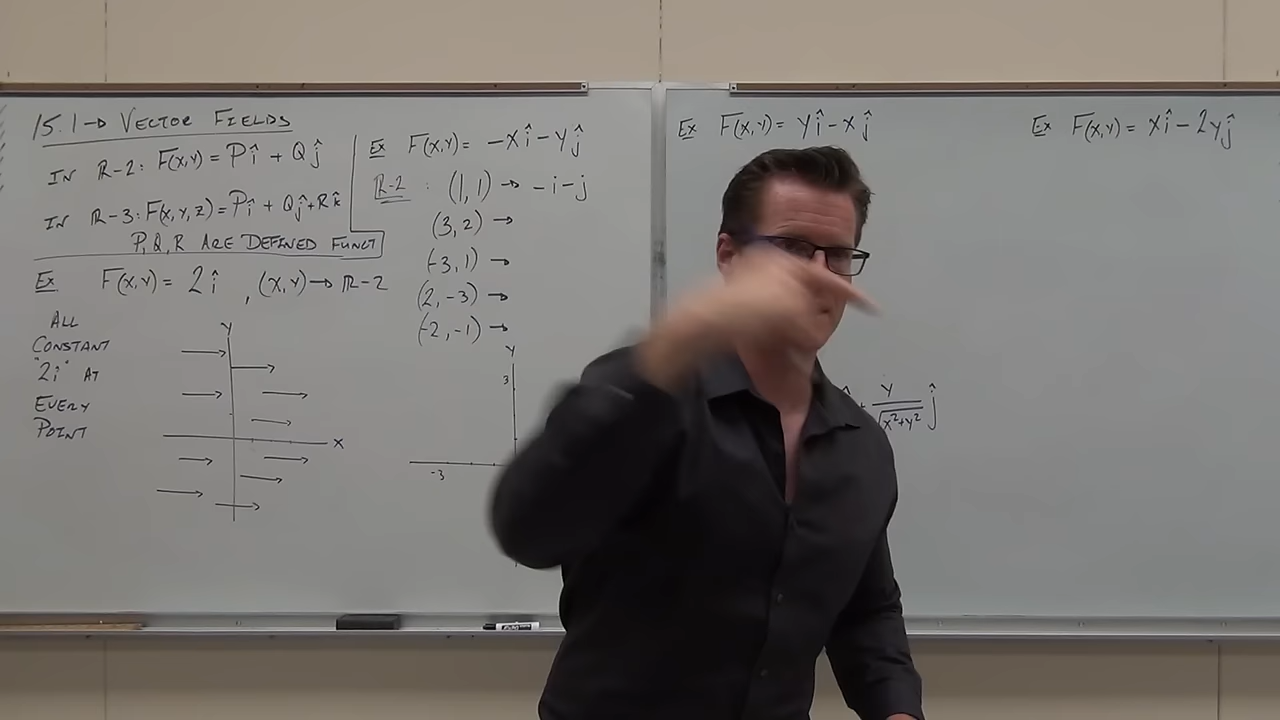 15.1→ VECTOR FIELDS
IN R-2: F(x,y) = Pî + Qĵ
IN R-3: F(x,y,z) = Pî + Qĵ + Rk̂
P,Q,R ARE DEFINED FUNCT
Ex F(x,y) = 2î , (x,y) → R-2
ALL
CONSTANT
"2î" AT
EVERY
POINT
y
x
Ex F(x,y) = -xî - yĵ
R-2 : (1,1) → -i-j
(3,2) →
(-3,1) →
(2,-3) →
(-2,-1) →
y
3
-3
Ex F(x,y) = yî - xĵ
+ y/√x²+y² ĵ
Ex F(x,y) = xî - 2yĵ